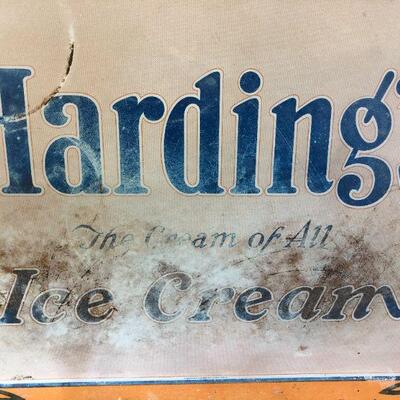 Harding's
The Cream of All
Ice Cream